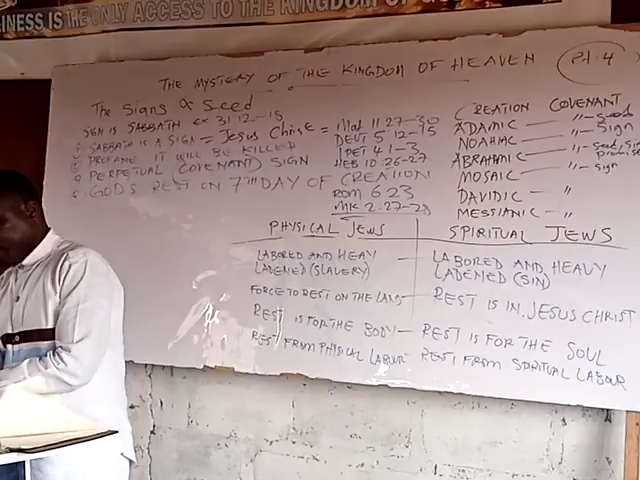 INESS IS THE ONLY ACCESS TO THE KINGDOM OF
THE MYSTERY OF THE KINGDOM OF HEAVEN
Pt. 4
The Signs & Seed
SIGN IS SABBATH ex 31 12-18
SABBATH IS A SIGN = Jesus Christ = Mat 11 27-30
PROFANE IT WILL BE KILLED
DEUT 5 12-15
PERPETUAL (COVENANT) SIGN
1 PET 4 1-3
HEB 10:26-27
GOD'S REST ON 7TH DAY OF CREATION
ROM 6 23
MK 2:27-28
CREATION COVENANT
ADAMIC — " — seed
NOAHIC — " — Sign
ABRAHAMIC — " — seed, Sign
promise
MOSAIC — " — sign
DAVIDIC — "
MESSIANIC — "
PHYSICAL JEWS
SPIRITUAL JEWS
LABORED AND HEAVY
LADENED (SLAVERY)
LABORED AND HEAVY
LADENED (SIN)
FORCE TO REST ON THE LAND
REST IS IN JESUS CHRIST
REST IS FOR THE BODY
REST IS FOR THE SOUL
REST FROM PHYSICAL LABOUR
REST FROM SPIRITUAL LABOUR